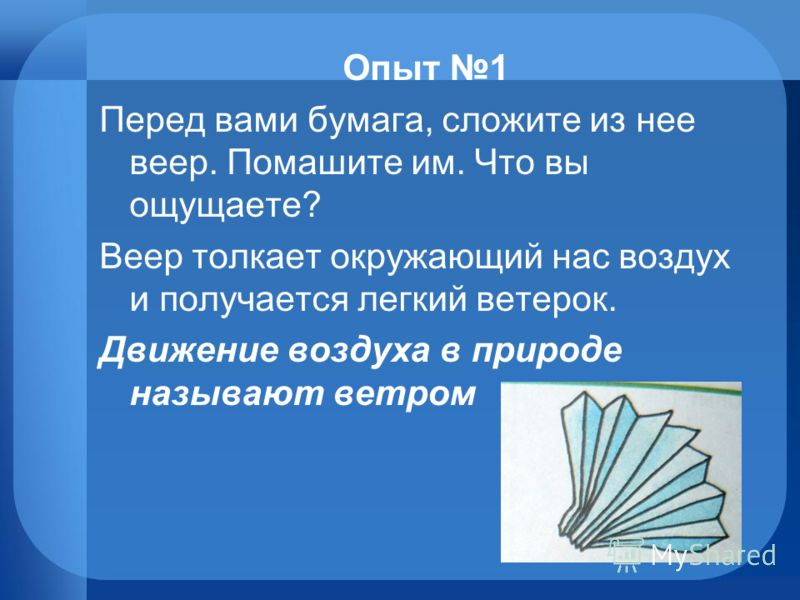 Опыт №1
Перед вами бумага, сложите из нее
веер. Помашите им. Что вы
ощущаете?
Веер толкает окружающий нас воздух
и получается легкий ветерок.
Движение воздуха в природе
называют ветром
MyShared